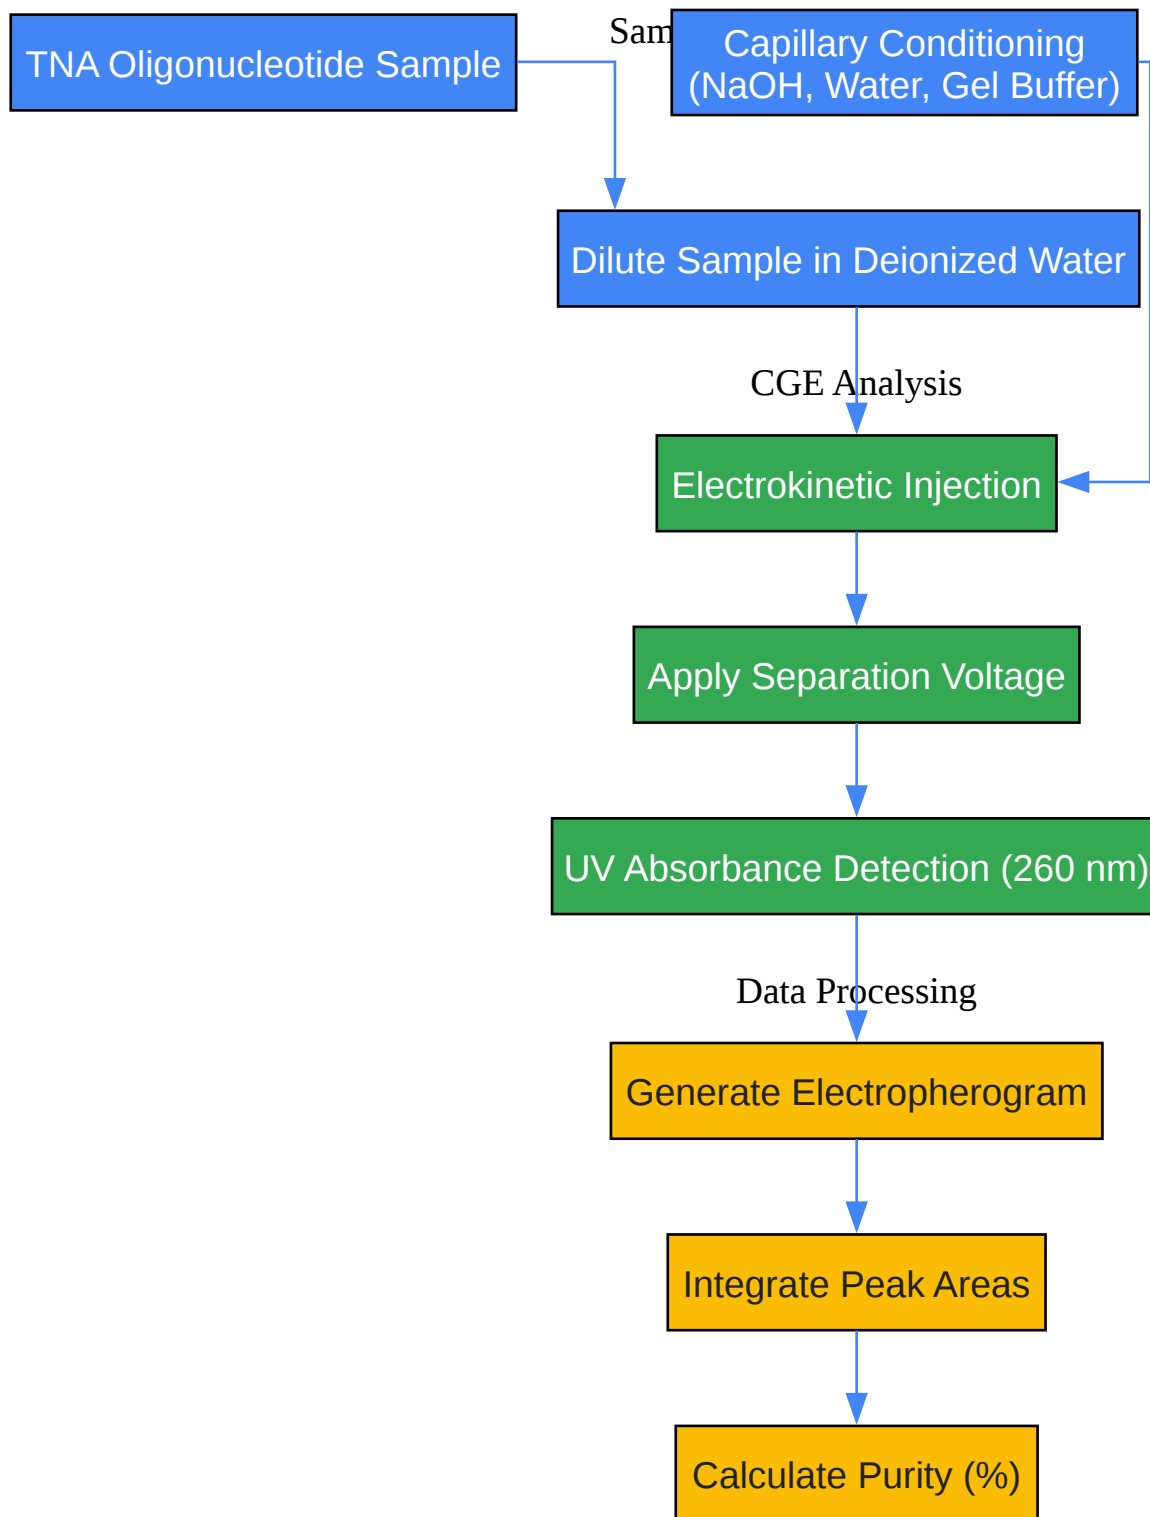 TNA Oligonucleotide Sample
Capillary Conditioning
(NaOH, Water, Gel Buffer)
Dilute Sample in Deionized Water
CGE Analysis
Electrokinetic Injection
Apply Separation Voltage
UV Absorbance Detection (260 nm)
Data Processing
Generate Electropherogram
Integrate Peak Areas
Calculate Purity (%)